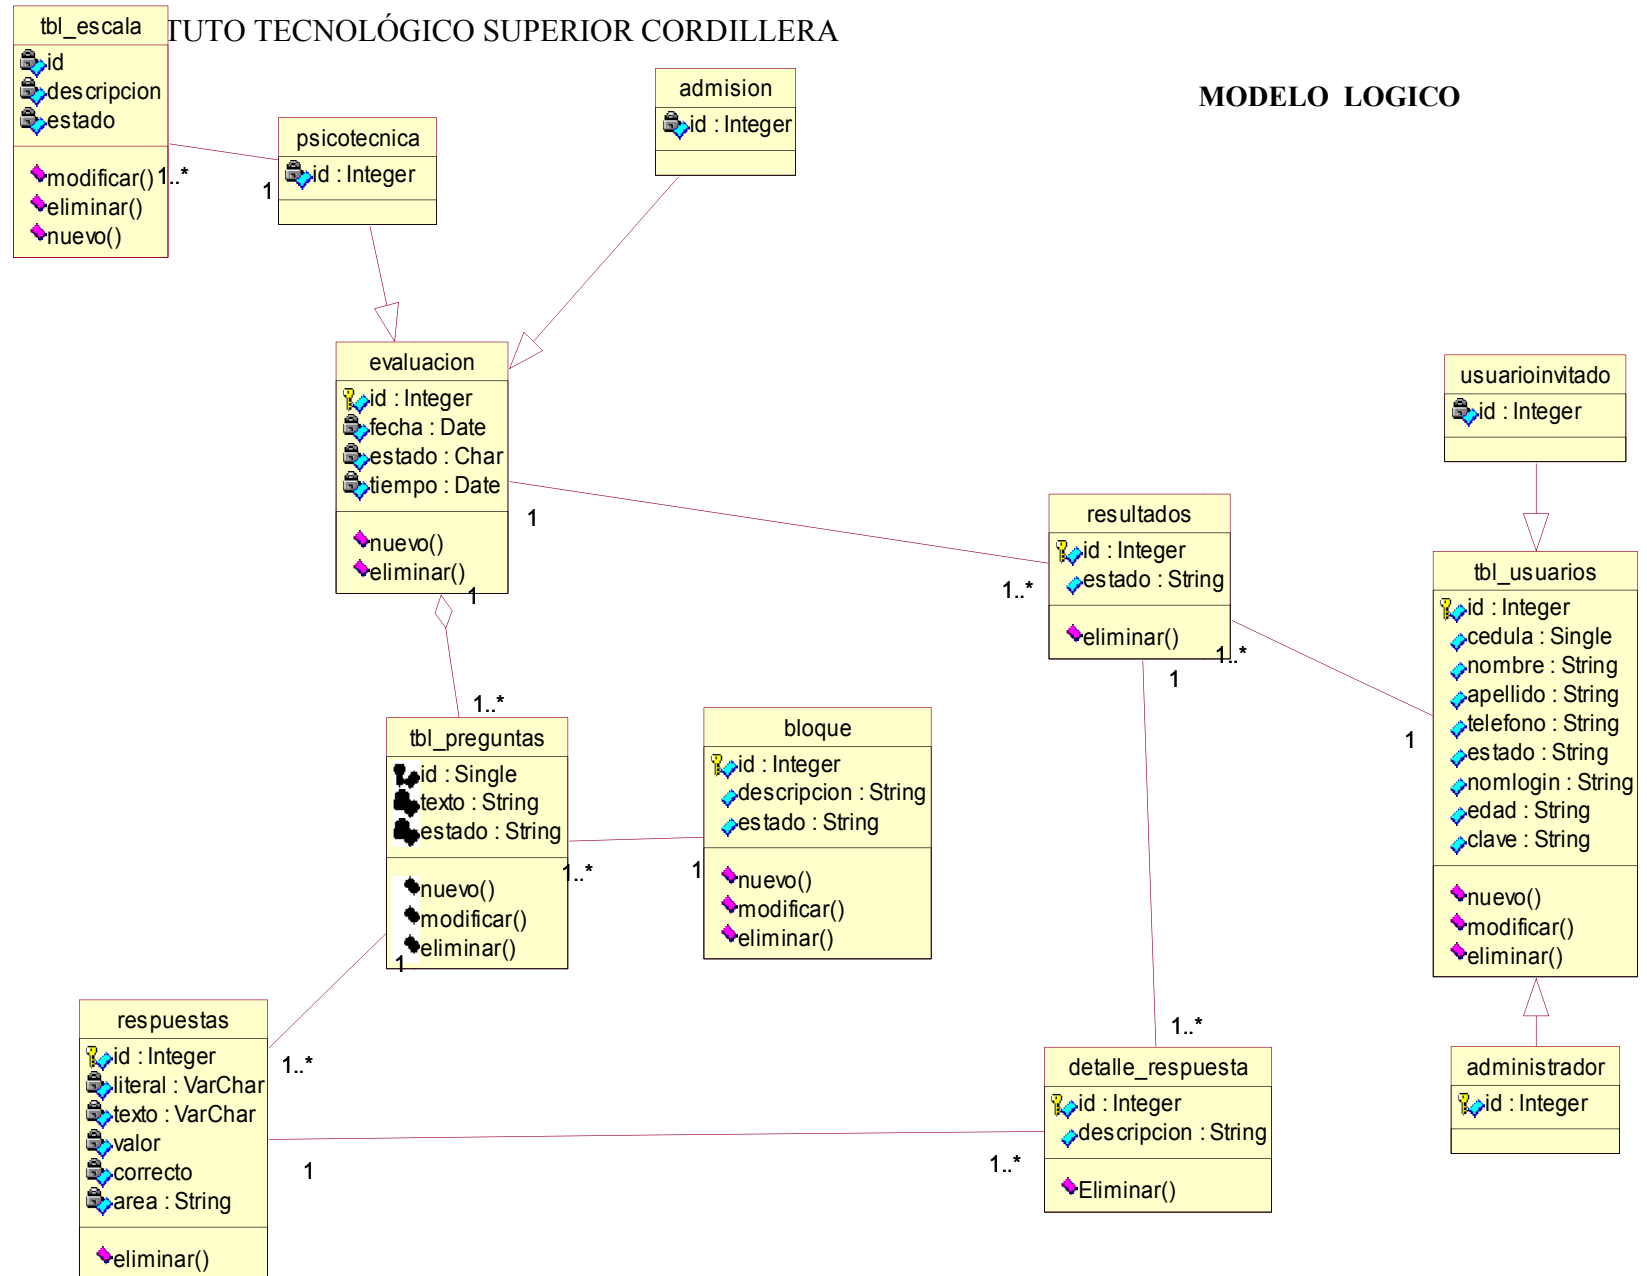 TUTO TECNOLÓGICO SUPERIOR CORDILLERA
MODELO LOGICO
tbl_escala
id
descripcion
estado
modificar()
eliminar()
nuevo()
1..*
1
psicotecnica
id : Integer
admision
id : Integer
evaluacion
id : Integer
fecha : Date
estado : Char
tiempo : Date
nuevo()
eliminar()
1
1
1..*
resultados
id : Integer
estado : String
eliminar()
1..*
1..*
1
1
usuarioinvitado
id : Integer
tbl_usuarios
id : Integer
cedula : Single
nombre : String
apellido : String
telefono : String
estado : String
nomlogin : String
edad : String
clave : String
nuevo()
modificar()
eliminar()
administrador
id : Integer
tbl_preguntas
id : Single
texto : String
estado : String
nuevo()
modificar()
eliminar()
1..*
1
1
bloque
id : Integer
descripcion : String
estado : String
nuevo()
modificar()
eliminar()
respuestas
id : Integer
literal : VarChar
texto : VarChar
valor
correcto
area : String
eliminar()
1..*
1
1..*
1..*
detalle_respuesta
id : Integer
descripcion : String
Eliminar()